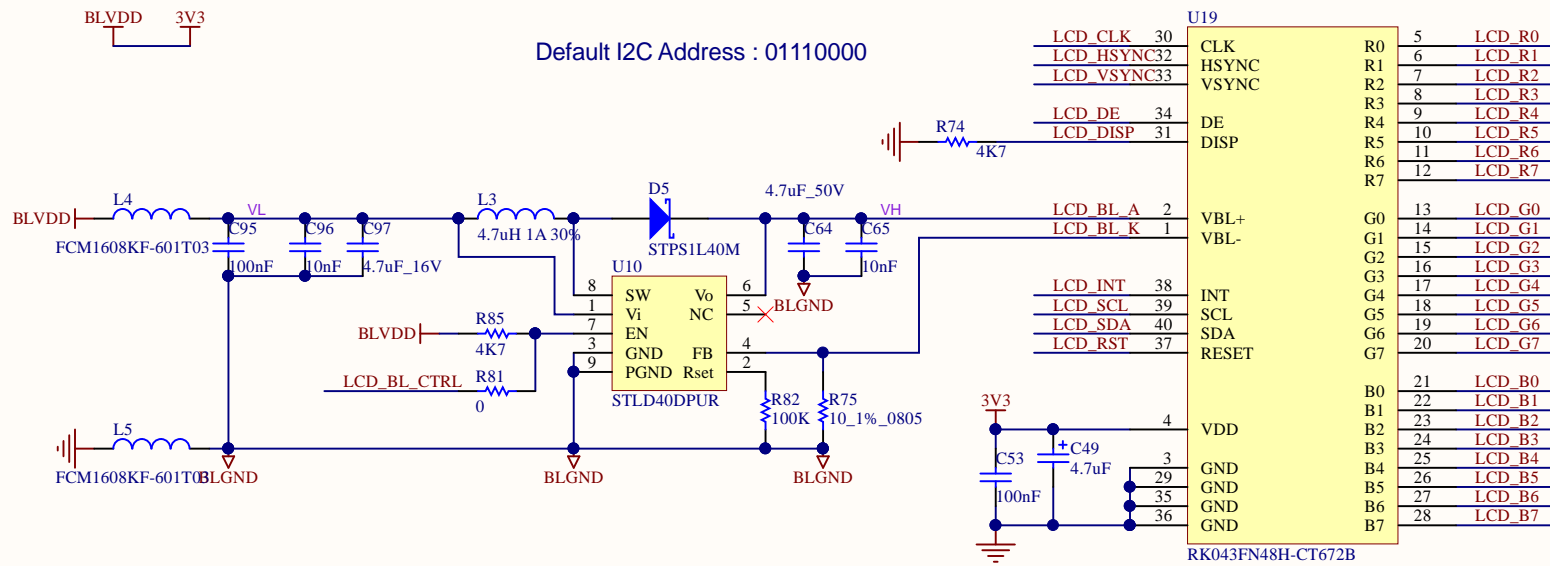 BLVDD 3V3
Default I2C Address : 01110000
BLVDD
L4
FCM1608KF-601T03
VL
C95
100nF
C96
10nF
C97
4.7uF_16V
L3
4.7uH 1A 30%
D5
STPS1L40M
4.7uF_50V
C64
C65
10nF
VH
BLGND
U10
8 SW Vo 6
1 Vi NC 5
7 EN
3 GND FB 4
9 PGND Rset 2
STLD40DPUR
BLVDD
R85
4K7
LCD_BL_CTRL
R81
0
R82
100K
R75
10_1%_0805
L5
FCM1608KF-601T03
BLGND
BLGND
BLGND
R74
4K7
3V3
C53
100nF
C49
4.7uF
U19
LCD_CLK 30 CLK R0 5 LCD_R0
LCD_HSYNC 32 HSYNC R1 6 LCD_R1
LCD_VSYNC 33 VSYNC R2 7 LCD_R2
R3 8 LCD_R3
LCD_DE 34 DE R4 9 LCD_R4
LCD_DISP 31 DISP R5 10 LCD_R5
R6 11 LCD_R6
R7 12 LCD_R7
LCD_BL_A 2 VBL+ G0 13 LCD_G0
LCD_BL_K 1 VBL- G1 14 LCD_G1
G2 15 LCD_G2
G3 16 LCD_G3
LCD_INT 38 INT G4 17 LCD_G4
LCD_SCL 39 SCL G5 18 LCD_G5
LCD_SDA 40 SDA G6 19 LCD_G6
LCD_RST 37 RESET G7 20 LCD_G7
B0 21 LCD_B0
B1 22 LCD_B1
4 VDD B2 23 LCD_B2
B3 24 LCD_B3
3 GND B4 25 LCD_B4
29 GND B5 26 LCD_B5
35 GND B6 27 LCD_B6
36 GND B7 28 LCD_B7
RK043FN48H-CT672B